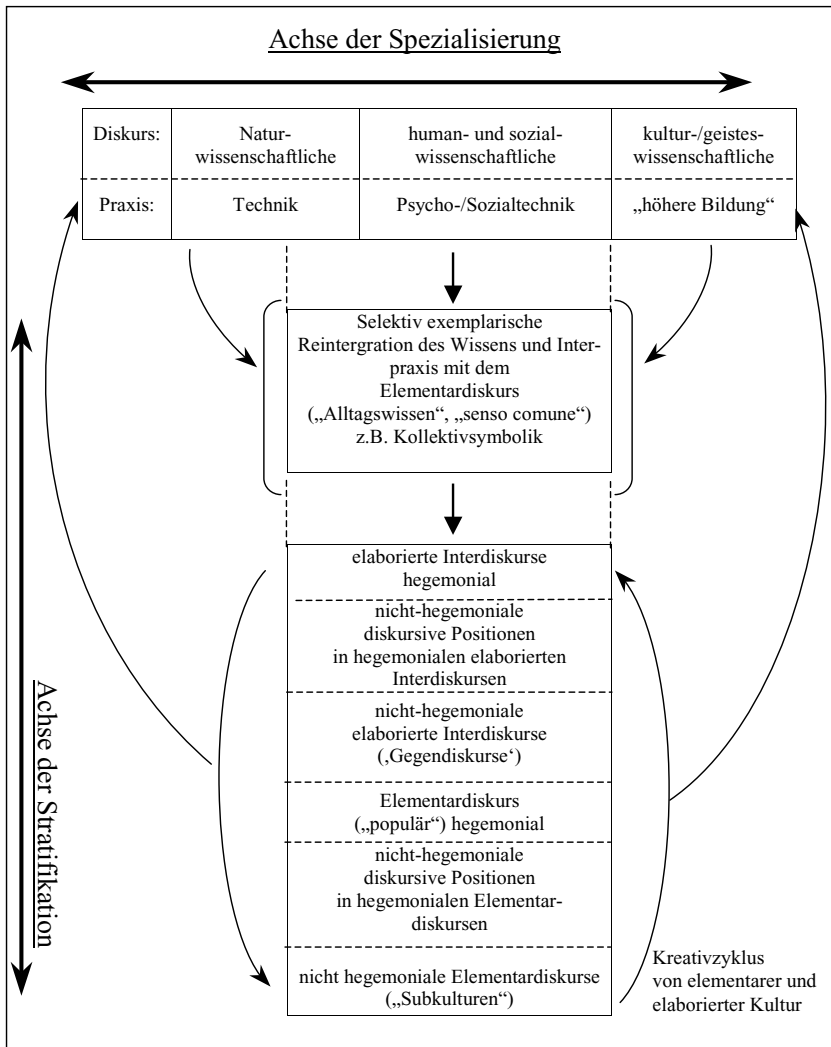 Achse der Spezialisierung
Diskurs:
Natur-
wissenschaftliche
human- und sozial-
wissenschaftliche
kultur-/geistes-
wissenschaftliche
Praxis:
Technik
Psycho-/Sozialtechnik
„höhere Bildung“
Selektiv exemplarische
Reintergration des Wissens und Inter-
praxis mit dem
Elementardiskurs
(„Alltagswissen“, „senso comune“)
z.B. Kollektivsymbolik
Achse der Stratifikation
elaborierte Interdiskurse
hegemonial
nicht-hegemoniale
diskursive Positionen
in hegemonialen elaborierten
Interdiskursen
nicht-hegemoniale
elaborierte Interdiskurse
(‚Gegendiskurse‘)
Elementardiskurs
(„populär“) hegemonial
nicht-hegemoniale
diskursive Positionen
in hegemonialen Elementar-
diskursen
nicht hegemoniale Elementardiskurse
(„Subkulturen“)
Kreativzyklus
von elementarer und
elaborierter Kultur